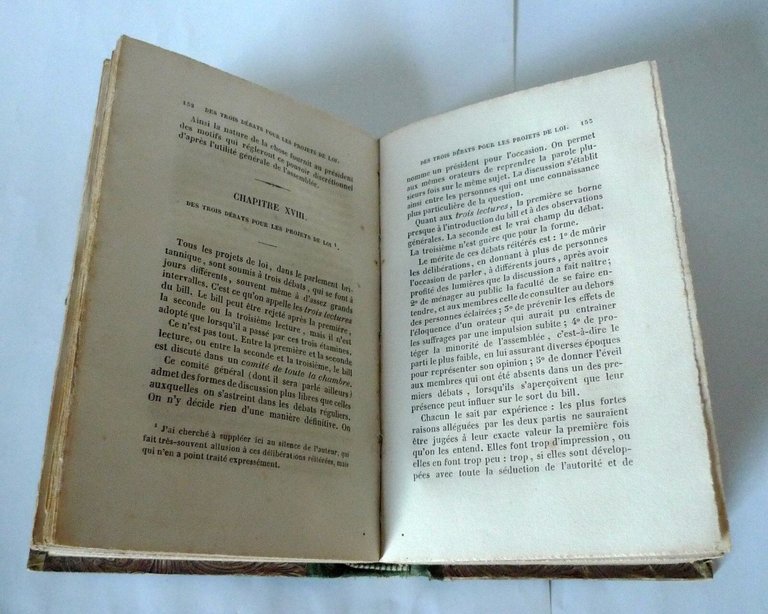 152 DES TROIS DÉBATS POUR LES PROJETS DE LOI.
Ainsi la nature de la chose fournit au président
des motifs qui régleront ce pouvoir discrétionnel
d'après l'utilité générale de l'assemblée.
CHAPITRE XVIII.
DES TROIS DÉBATS POUR LES PROJETS DE LOI ¹.
Tous les projets de loi, dans le parlement bri-
tannique, sont soumis à trois débats, qui se font à
jours différents, souvent même à d'assez grands
intervalles. C'est ce qu'on appelle les trois lectures
du bill. Le bill peut être rejeté après la première,
la seconde ou la troisième lecture, mais il n'est
adopté que lorsqu'il a passé par ces trois étamines.
Ce n'est pas tout. Entre la première et la seconde
lecture, ou entre la seconde et la troisième, le bill
est discuté dans un comité de toute la chambre.
Ce comité général (dont il sera parlé ailleurs)
admet des formes de discussion plus libres que celles
auxquelles on s'astreint dans les débats réguliers.
On n'y décide rien d'une manière définitive. On
¹ J'ai cherché à suppléer ici au silence de l'auteur, qui
fait très-souvent allusion à ces délibérations réitérées, mais
qui n'en a point traité expressément.
DES TROIS DÉBATS POUR LES PROJETS DE LOI. 153
nomme un président pour l'occasion. On permet
aux mêmes orateurs de reprendre la parole plu-
sieurs fois sur le même sujet. La discussion s'établit
ainsi entre les personnes qui ont une connaissance
plus particulière de la question.
Quant aux trois lectures, la première se borne
presque à l'introduction du bill et à des observations
générales. La seconde est le vrai champ du débat.
La troisième n'est guère que pour la forme.
Le mérite de ces débats réitérés est : 1° de mûrir
les délibérations, en donnant à plus de personnes
l'occasion de parler, à différents jours, après avoir
profité des lumières que la discussion a fait naître;
2° de ménager au public la faculté de se faire en-
tendre, et aux membres celle de consulter au dehors
des personnes éclairées; 3° de prévenir les effets de
l'éloquence d'un orateur qui aurait pu entraîner
les suffrages par une impulsion subite; 4° de pro-
téger la minorité de l'assemblée, c'est-à-dire le
parti le plus faible, en lui assurant diverses époques
pour représenter son opinion; 5° de donner l'éveil
aux membres qui ont été absents dans un des pre-
miers débats, lorsqu'ils s'aperçoivent que leur
présence peut influer sur le sort du bill.
Chacun le sait par expérience : les plus fortes
raisons alléguées par des deux partis ne sauraient
être jugées à leur exacte valeur la première fois
qu'on les entend. Elles font trop d'impression, ou
elles en font trop peu : trop, si elles sont dévelop-
pées avec toute la séduction de l'autorité et de